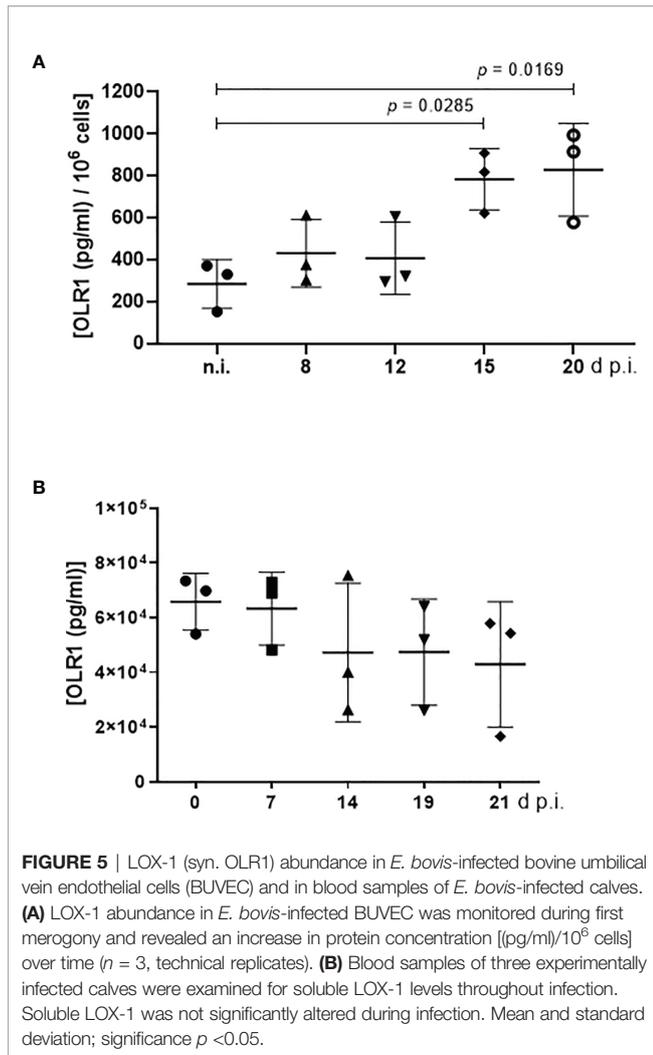 A
p = 0.0169
p = 0.0285
[OLR1 (pg/ml) / 10⁶ cells]
1200
1000
800
600
400
200
0
n.i. 8 12 15 20 d p.i.
B
[OLR1 (pg/ml)]
1×10⁵
8×10⁴
6×10⁴
4×10⁴
2×10⁴
0
0 7 14 19 21 d p.i.
FIGURE 5 | LOX-1 (syn. OLR1) abundance in E. bovis-infected bovine umbilical
vein endothelial cells (BUVEC) and in blood samples of E. bovis-infected calves.
(A) LOX-1 abundance in E. bovis-infected BUVEC was monitored during first
merogony and revealed an increase in protein concentration [(pg/ml)/10⁶ cells]
over time (n = 3, technical replicates). (B) Blood samples of three experimentally
infected calves were examined for soluble LOX-1 levels throughout infection.
Soluble LOX-1 was not significantly altered during infection. Mean and standard
deviation; significance p <0.05.